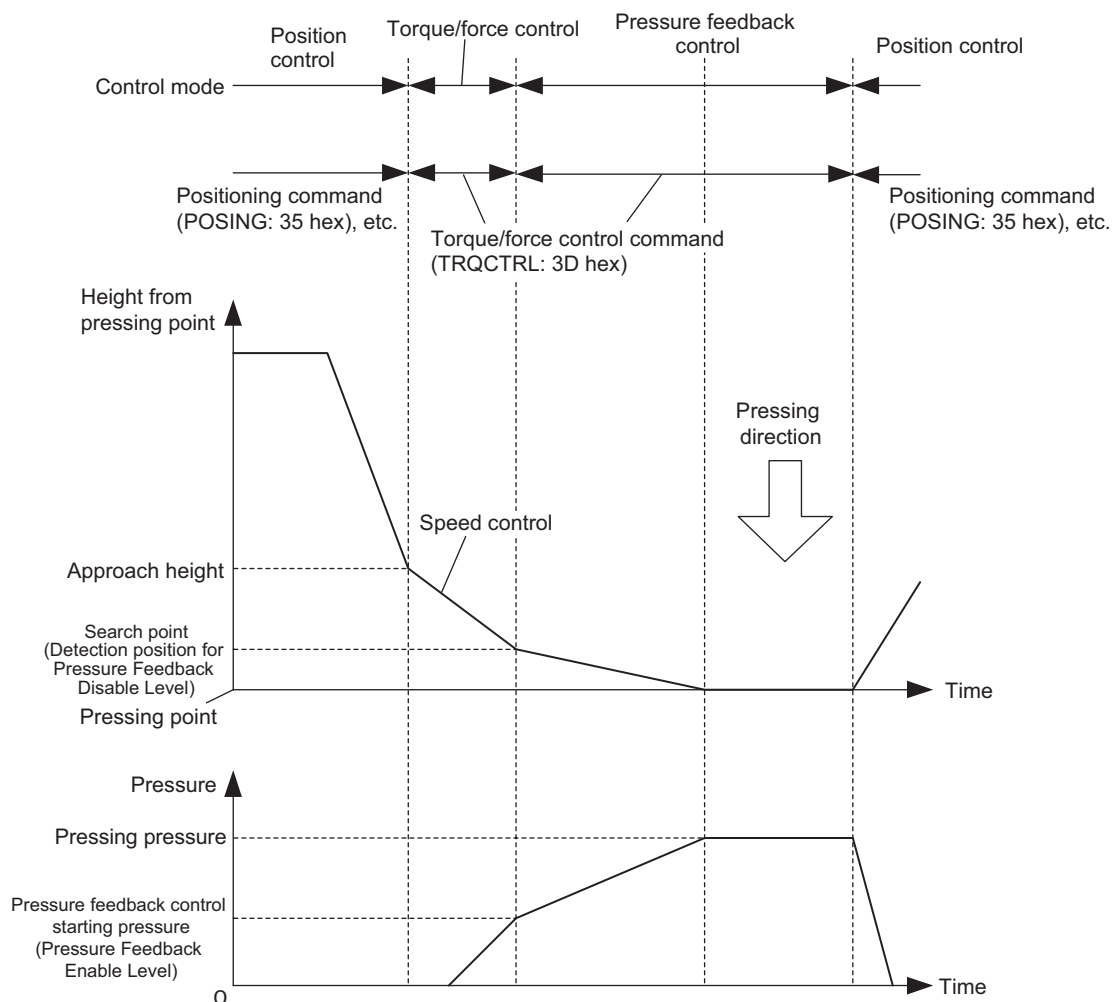 Position
control
Torque/force control
Pressure feedback
control
Position control
Control mode
Positioning command
(POSING: 35 hex), etc.
Torque/force control command
(TRQCTRL: 3D hex)
Positioning command
(POSING: 35 hex), etc.
Height from
pressing point
Pressing
direction
Speed control
Approach height
Search point
(Detection position for
Pressure Feedback
Disable Level)
Pressing point
Time
Pressure
Pressing pressure
Pressure feedback control
starting pressure
(Pressure Feedback
Enable Level)
0
Time